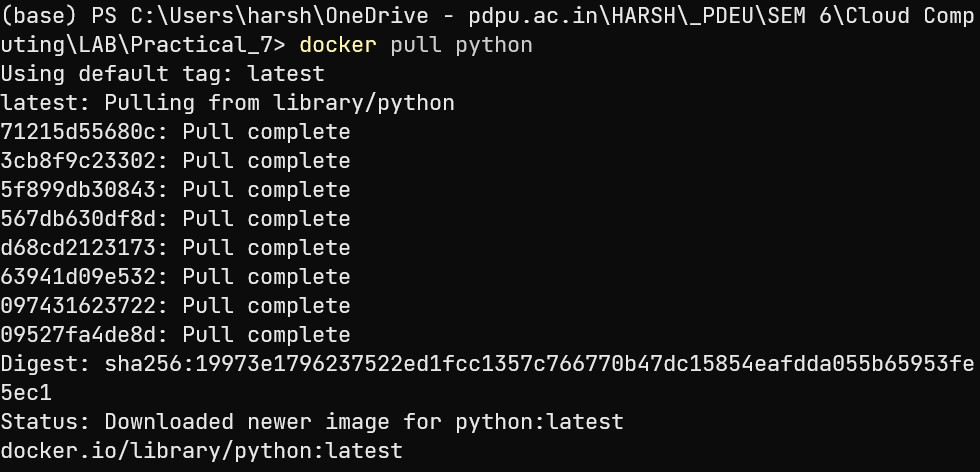 (base) PS C:\Users\harsh\OneDrive - pdpu.ac.in\HARSH\_PDEU\SEM 6\Cloud Comp
uting\LAB\Practical_7> docker pull python
Using default tag: latest
latest: Pulling from library/python
71215d55680c: Pull complete
3cb8f9c23302: Pull complete
5f899db30843: Pull complete
567db630df8d: Pull complete
d68cd2123173: Pull complete
63941d09e532: Pull complete
097431623722: Pull complete
09527fa4de8d: Pull complete
Digest: sha256:19973e1796237522ed1fcc1357c766770b47dc15854eafdda055b65953fe
5ec1
Status: Downloaded newer image for python:latest
docker.io/library/python:latest